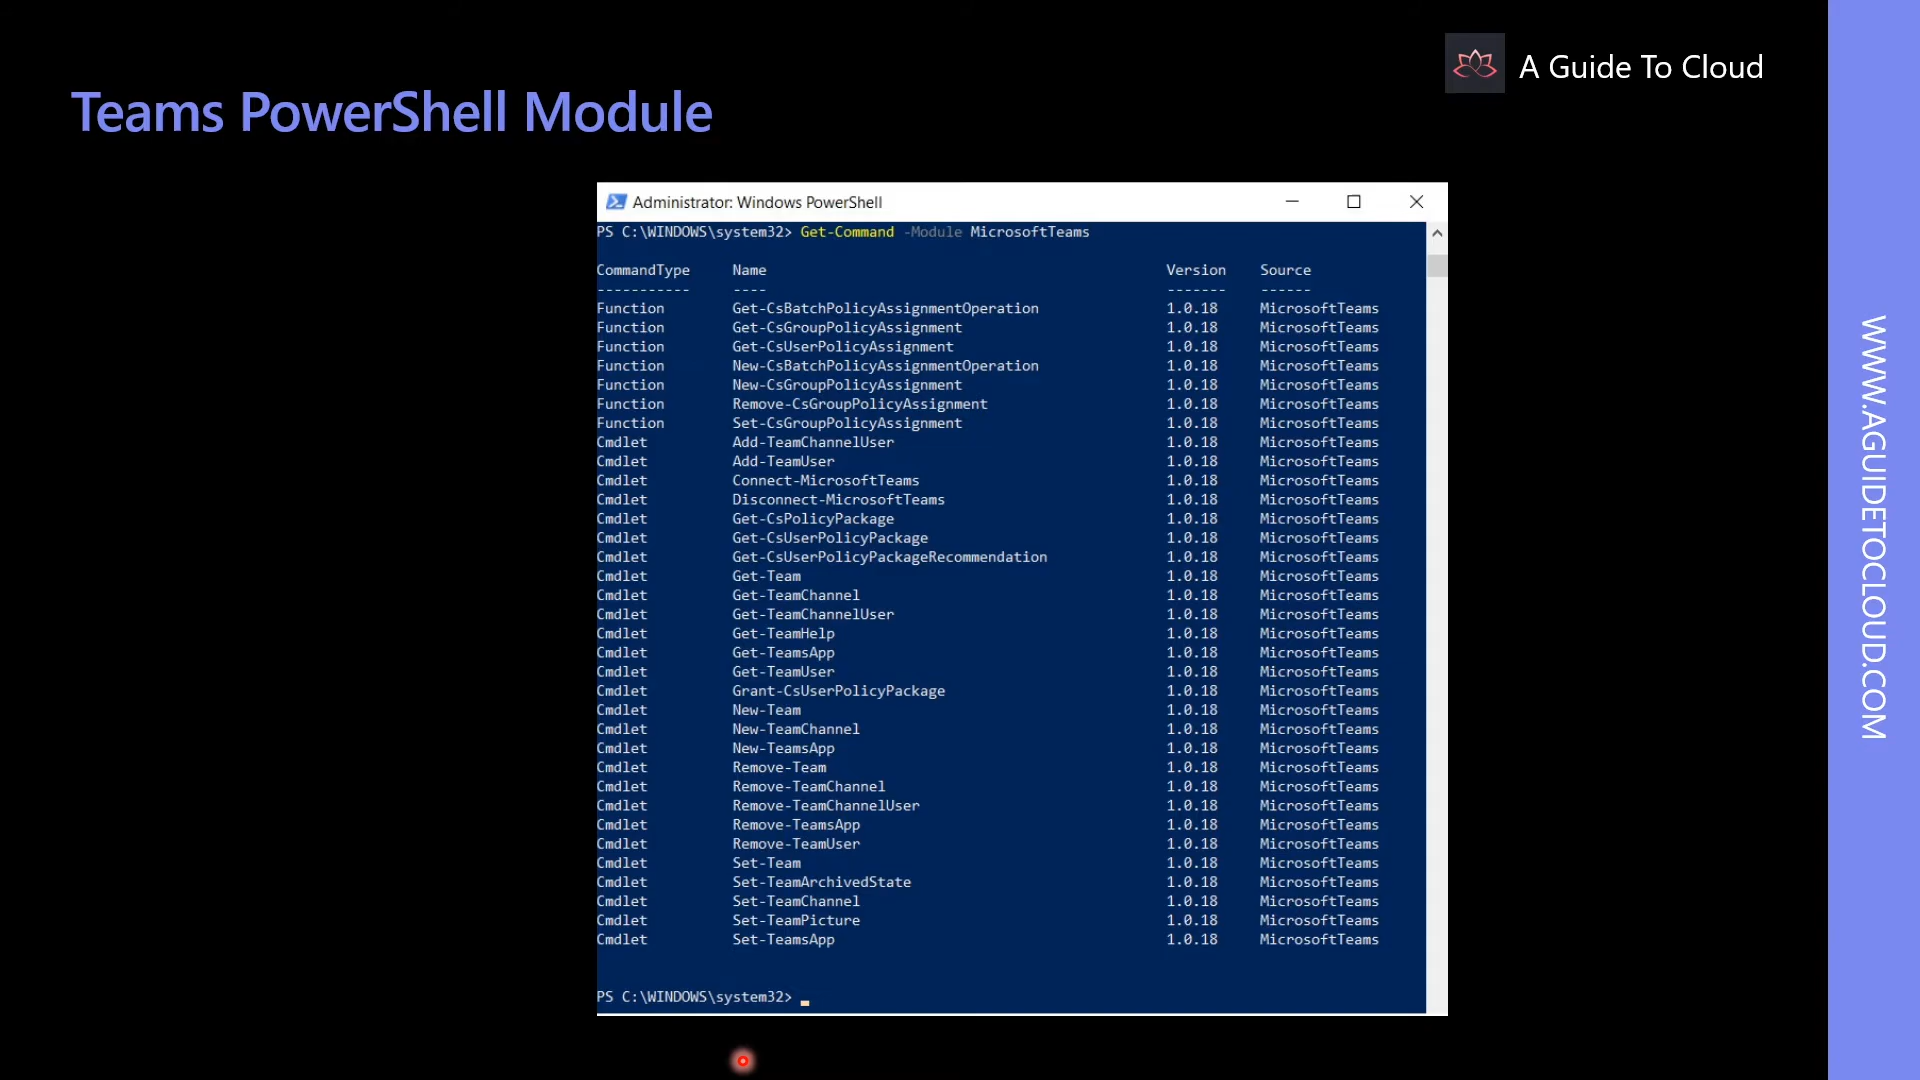 A Guide To Cloud
Teams PowerShell Module
Administrator: Windows PowerShell
PS C:\WINDOWS\system32> Get-Command -Module MicrosoftTeams
CommandType Name Version Source
----------- ---- ------- ------
Function Get-CsBatchPolicyAssignmentOperation 1.0.18 MicrosoftTeams
Function Get-CsGroupPolicyAssignment 1.0.18 MicrosoftTeams
Function Get-CsUserPolicyAssignment 1.0.18 MicrosoftTeams
Function New-CsBatchPolicyAssignmentOperation 1.0.18 MicrosoftTeams
Function New-CsGroupPolicyAssignment 1.0.18 MicrosoftTeams
Function Remove-CsGroupPolicyAssignment 1.0.18 MicrosoftTeams
Function Set-CsGroupPolicyAssignment 1.0.18 MicrosoftTeams
Cmdlet Add-TeamChannelUser 1.0.18 MicrosoftTeams
Cmdlet Add-TeamUser 1.0.18 MicrosoftTeams
Cmdlet Connect-MicrosoftTeams 1.0.18 MicrosoftTeams
Cmdlet Disconnect-MicrosoftTeams 1.0.18 MicrosoftTeams
Cmdlet Get-CsPolicyPackage 1.0.18 MicrosoftTeams
Cmdlet Get-CsUserPolicyPackage 1.0.18 MicrosoftTeams
Cmdlet Get-CsUserPolicyPackageRecommendation 1.0.18 MicrosoftTeams
Cmdlet Get-Team 1.0.18 MicrosoftTeams
Cmdlet Get-TeamChannel 1.0.18 MicrosoftTeams
Cmdlet Get-TeamChannelUser 1.0.18 MicrosoftTeams
Cmdlet Get-TeamHelp 1.0.18 MicrosoftTeams
Cmdlet Get-TeamsApp 1.0.18 MicrosoftTeams
Cmdlet Get-TeamUser 1.0.18 MicrosoftTeams
Cmdlet Grant-CsUserPolicyPackage 1.0.18 MicrosoftTeams
Cmdlet New-Team 1.0.18 MicrosoftTeams
Cmdlet New-TeamChannel 1.0.18 MicrosoftTeams
Cmdlet New-TeamsApp 1.0.18 MicrosoftTeams
Cmdlet Remove-Team 1.0.18 MicrosoftTeams
Cmdlet Remove-TeamChannel 1.0.18 MicrosoftTeams
Cmdlet Remove-TeamChannelUser 1.0.18 MicrosoftTeams
Cmdlet Remove-TeamsApp 1.0.18 MicrosoftTeams
Cmdlet Remove-TeamUser 1.0.18 MicrosoftTeams
Cmdlet Set-Team 1.0.18 MicrosoftTeams
Cmdlet Set-TeamArchivedState 1.0.18 MicrosoftTeams
Cmdlet Set-TeamChannel 1.0.18 MicrosoftTeams
Cmdlet Set-TeamPicture 1.0.18 MicrosoftTeams
Cmdlet Set-TeamsApp 1.0.18 MicrosoftTeams
PS C:\WINDOWS\system32> _
WWW.AGUIDETOCLOUD.COM